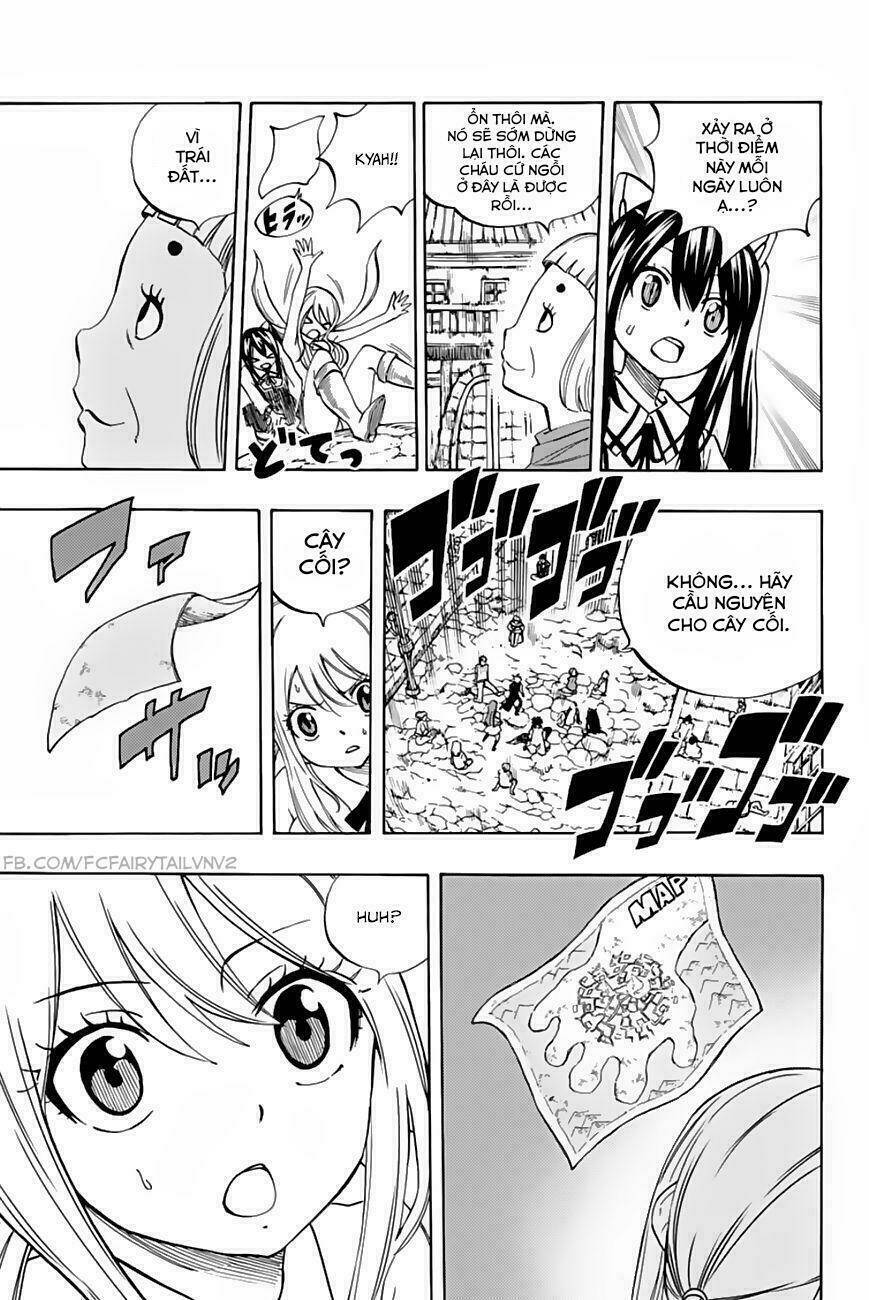 XẢY RA Ở
THỜI ĐIỂM
NÀY MỖI
NGÀY LUÔN
Ạ...?
ỔN THÔI MÀ.
NÓ SẼ SỚM DỪNG
LẠI THÔI. CÁC
CHÁU CỨ NGỒI
Ở ĐÂY LÀ ĐƯỢC
RỒI...
KYAH!!
ヒラッ
どてっ
VÌ
TRÁI
ĐẤT...
KHÔNG... HÃY
CẦU NGUYỆN
CHO CÂY CỐI.
ゴゴゴ
ゴゴゴゴ
CÂY
CỐI?
ファ
サ
FB.COM/FCFAIRYTAILVNV2
MAP
HUH?